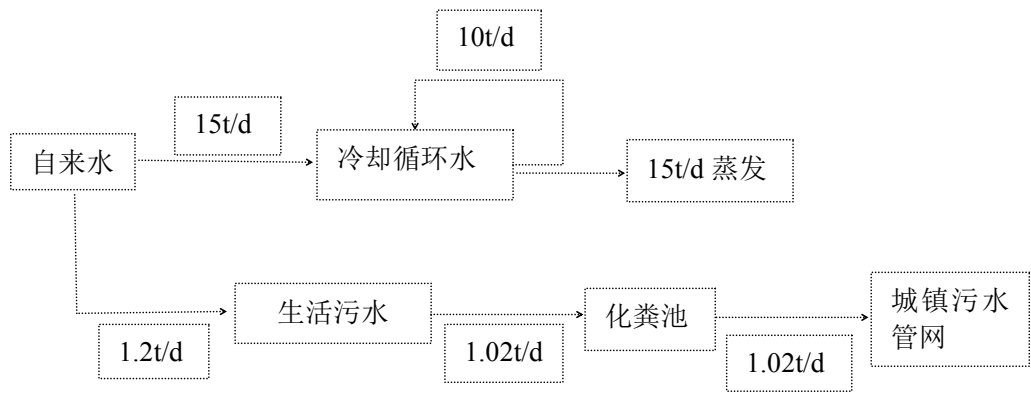 10t/d
15t/d
自来水
冷却循环水
15t/d 蒸发
生活污水
化粪池
城镇污水
管网
1.2t/d
1.02t/d
1.02t/d